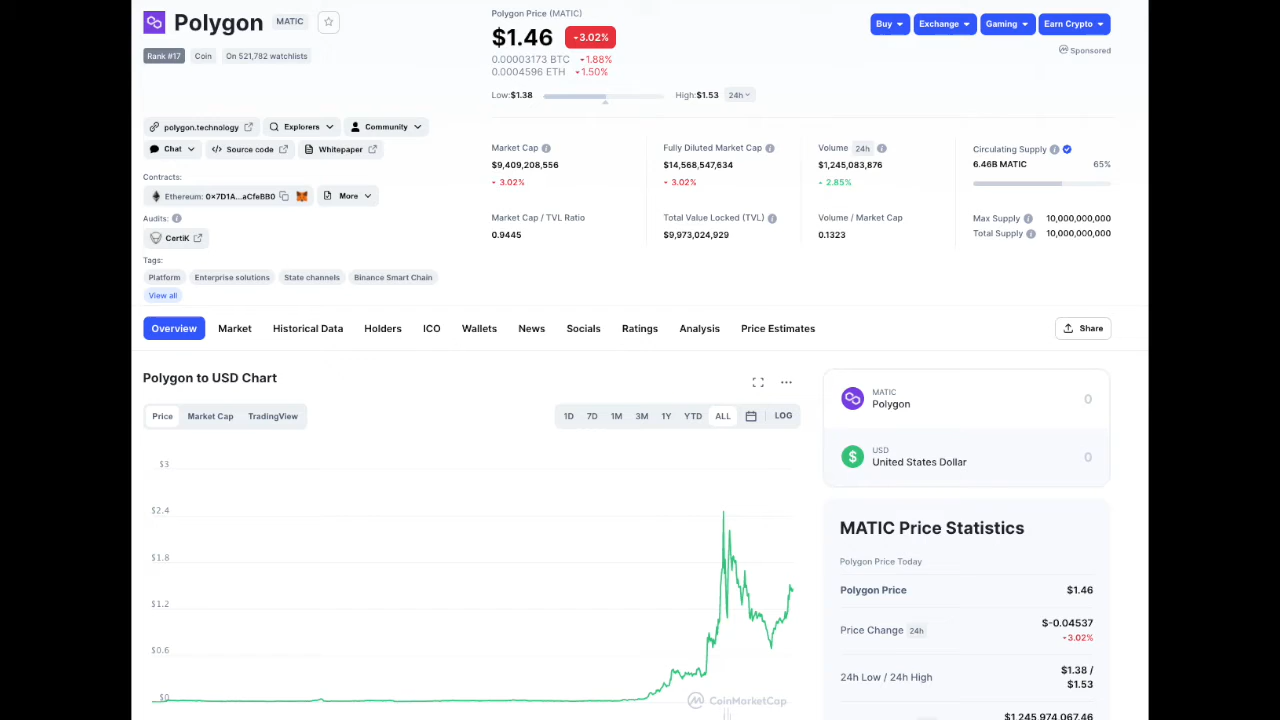 Polygon MATIC
Rank #17 Coin On 521,782 watchlists
polygon.technology Explorers Community
Chat Source code Whitepaper
Contracts:
Ethereum: 0x7D1A...aCfeBB0 More
Audits:
CertiK
Tags:
Platform Enterprise solutions State channels Binance Smart Chain
View all
Polygon Price (MATIC)
$1.46 3.02%
0.00003173 BTC 1.88%
0.0004596 ETH 1.50%
Low: $1.38 High: $1.53 24h
Buy Exchange Gaming Earn Crypto
Sponsored
Market Cap
$9,409,208,556
3.02%
Fully Diluted Market Cap
$14,568,547,634
3.02%
Volume 24h
$1,245,083,876
2.85%
Circulating Supply
6.46B MATIC 65%
Market Cap / TVL Ratio
0.9445
Total Value Locked (TVL)
$9,973,024,929
Volume / Market Cap
0.1323
Max Supply 10,000,000,000
Total Supply 10,000,000,000
Overview Market Historical Data Holders ICO Wallets News Socials Ratings Analysis Price Estimates Share
Polygon to USD Chart
Price Market Cap TradingView
1D 7D 1M 3M 1Y YTD ALL LOG
$3
$2.4
$1.8
$1.2
$0.6
$0
CoinMarketCap
MATIC
Polygon 0
USD
United States Dollar 0
MATIC Price Statistics
Polygon Price Today
Polygon Price $1.46
Price Change 24h $-0.04537
3.02%
24h Low / 24h High $1.38 /
$1.53
$1,245,974,067.46